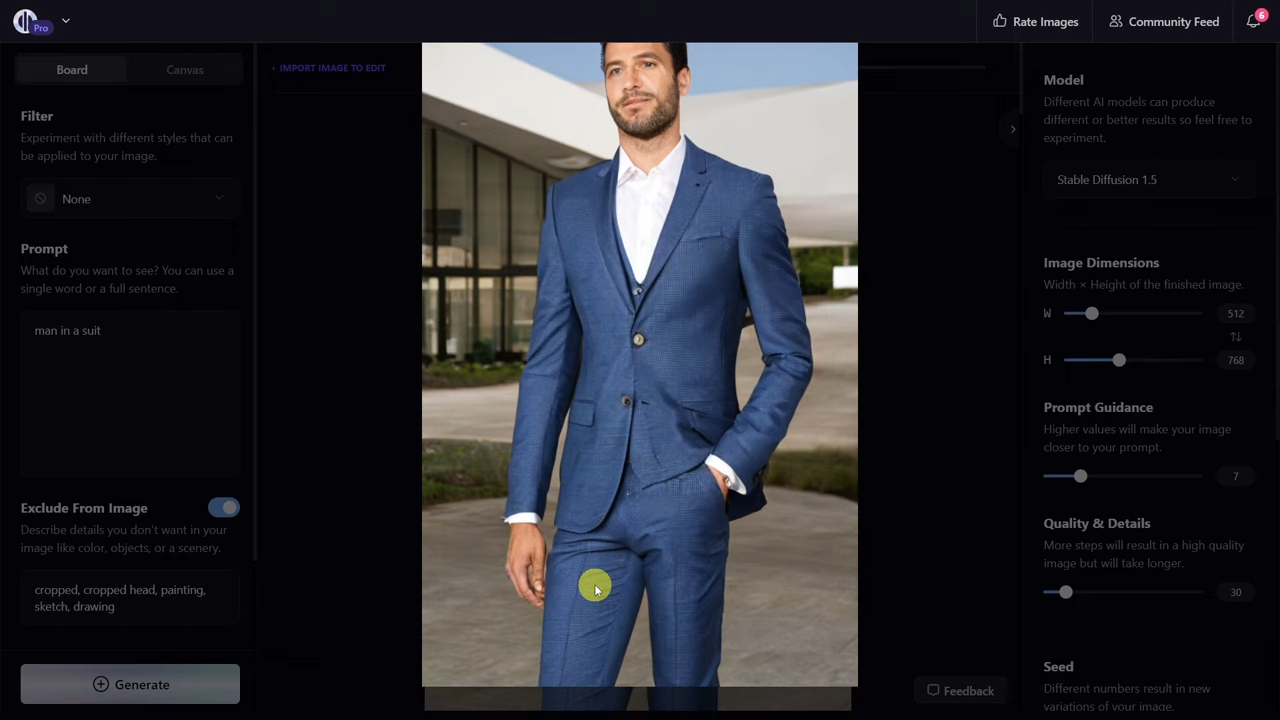 Pro
Rate Images
Community Feed
6
Board
Canvas
+ IMPORT IMAGE TO EDIT
Filter
Experiment with different styles that can
be applied to your image.
None
Prompt
What do you want to see? You can use a
single word or a full sentence.
man in a suit
Exclude From Image
Describe details you don't want in your
image like color, objects, or a scenery.
cropped, cropped head, painting,
sketch, drawing
Generate
Model
Different AI models can produce
different or better results so feel free to
experiment.
Stable Diffusion 1.5
Image Dimensions
Width × Height of the finished image.
W
512
H
768
Prompt Guidance
Higher values will make your image
closer to your prompt.
7
Quality & Details
More steps will result in a high quality
image but will take longer.
30
Seed
Different numbers result in new
variations of your image.
Feedback